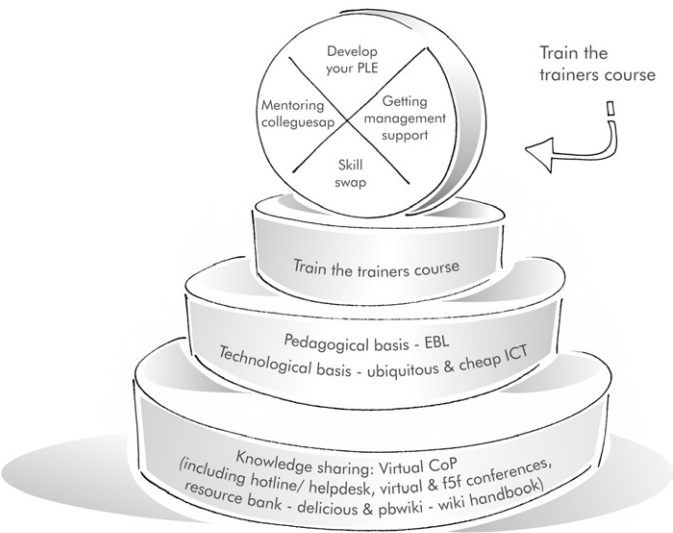 Develop
your PLE
Mentoring
colleguesap
Getting
management
support
Skill
swap
Train the
trainers course
Train the trainers course
Pedagogical basis - EBL
Technological basis - ubiquitous & cheap ICT
Knowledge sharing: Virtual CoP
(including hotline/ helpdesk, virtual & f5f conferences,
resource bank - delicious & pbwiki - wiki handbook)